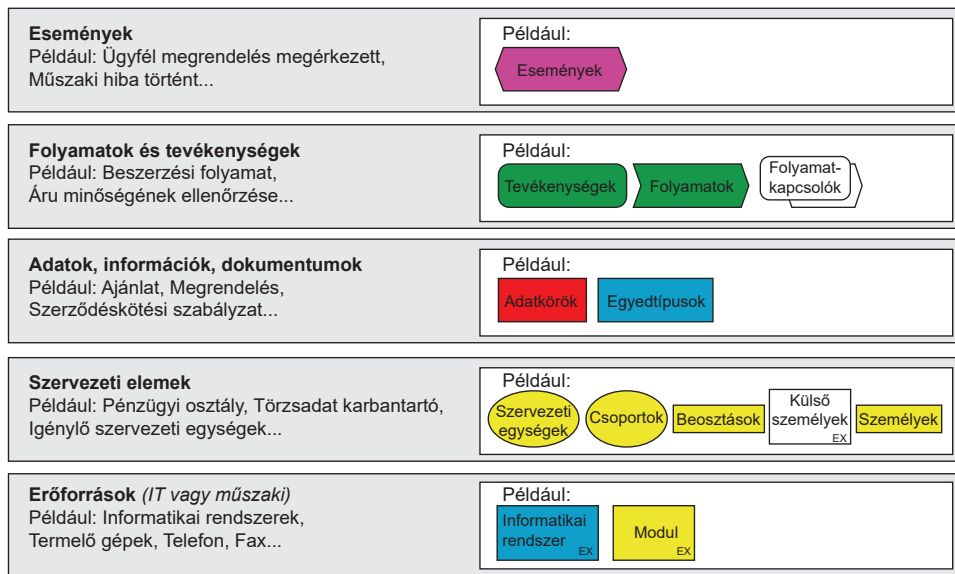 Események
Például: Ügyfél megrendelés megérkezett,
Műszaki hiba történt...
Például:
Események
Folyamatok és tevékenységek
Például: Beszerzési folyamat,
Áru minőségének ellenőrzése...
Például:
Tevékenységek
Folyamatok
Folyamat-
kapcsolók
Adatok, információk, dokumentumok
Például: Ajánlat, Megrendelés,
Szerződéskötési szabályzat...
Például:
Adatkörök
Egyedtípusok
Szervezeti elemek
Például: Pénzügyi osztály, Törzsadat karbantartó,
Igénylő szervezeti egységek...
Például:
Szervezeti
egységek
Csoportok
Beosztások
Külső
személyek
EX
Személyek
Erőforrások (IT vagy műszaki)
Például: Informatikai rendszerek,
Termelő gépek, Telefon, Fax...
Például:
Informatikai
rendszer
EX
Modul
EX